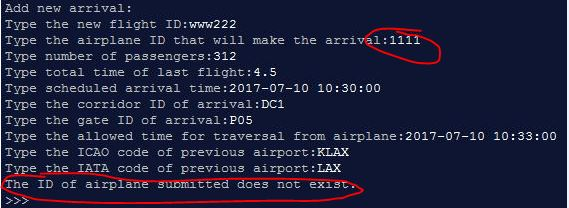 Add new arrival:
Type the new flight ID:www222
Type the airplane ID that will make the arrival:1111
Type number of passengers:312
Type total time of last flight:4.5
Type scheduled arrival time:2017-07-10 10:30:00
Type the corridor ID of arrival:DC1
Type the gate ID of arrival:P05
Type the allowed time for traversal from airplane:2017-07-10 10:33:00
Type the ICAO code of previous airport:KLAX
Type the IATA code of previous airport:LAX
The ID of airplane submitted does not exist.
>>>